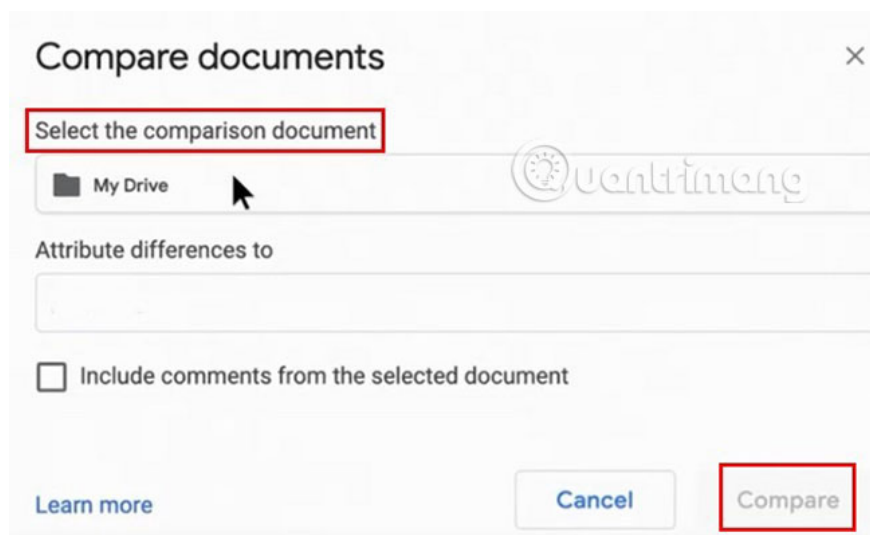 Compare documents
Select the comparison document
My Drive
Quantrimang
Attribute differences to
Include comments from the selected document
Learn more
Cancel
Compare